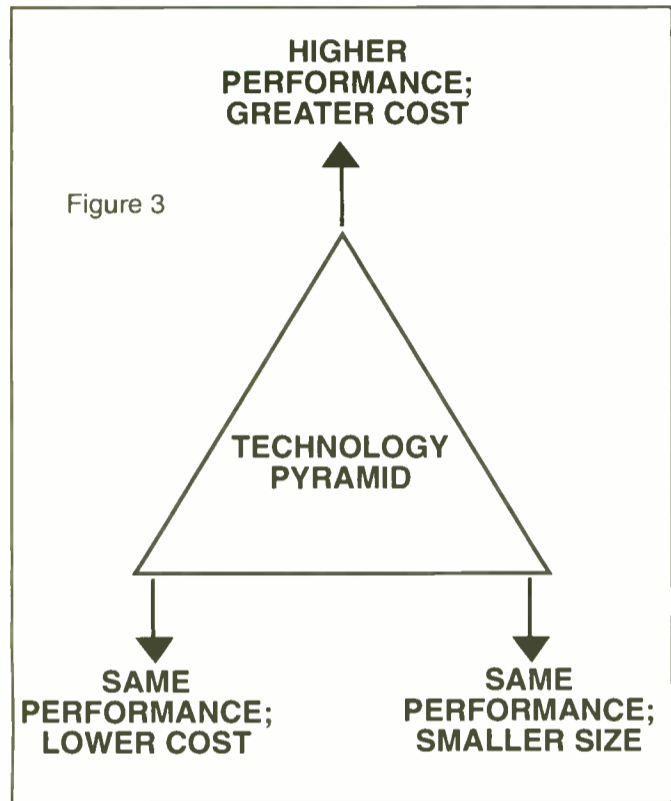 HIGHER
PERFORMANCE;
GREATER COST
Figure 3
TECHNOLOGY
PYRAMID
SAME
PERFORMANCE;
LOWER COST
SAME
PERFORMANCE;
SMALLER SIZE